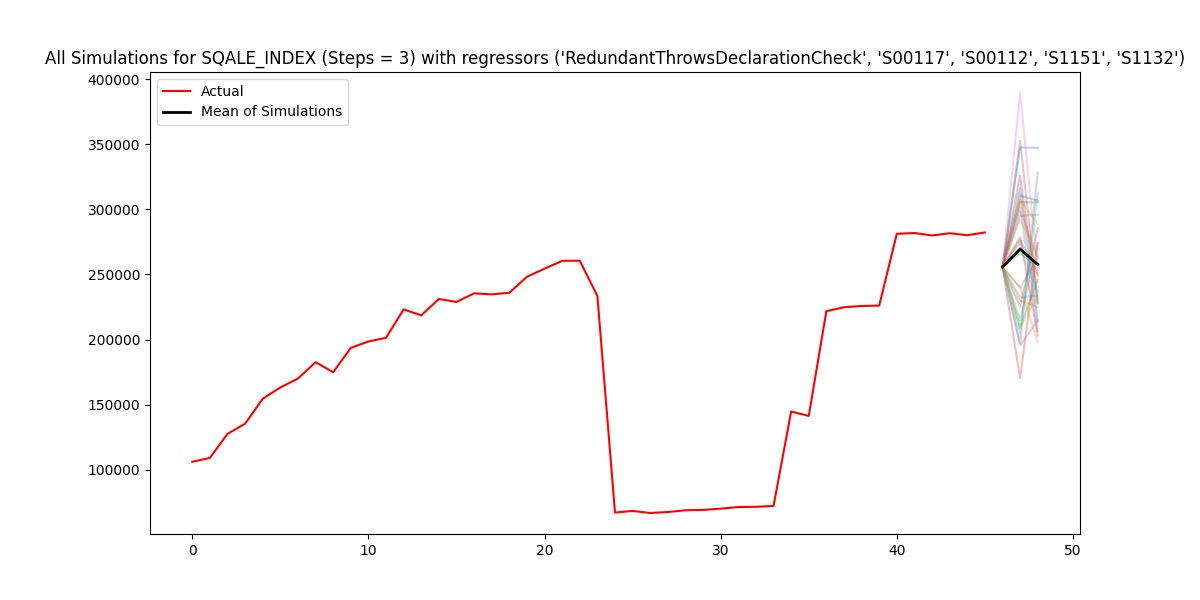 All Simulations for SQALE_INDEX (Steps = 3) with regressors ('RedundantThrowsDeclarationCheck', 'S00117', 'S00112', 'S1151', 'S1132')
Actual
Mean of Simulations
400000
350000
300000
250000
200000
150000
100000
0 10 20 30 40 50